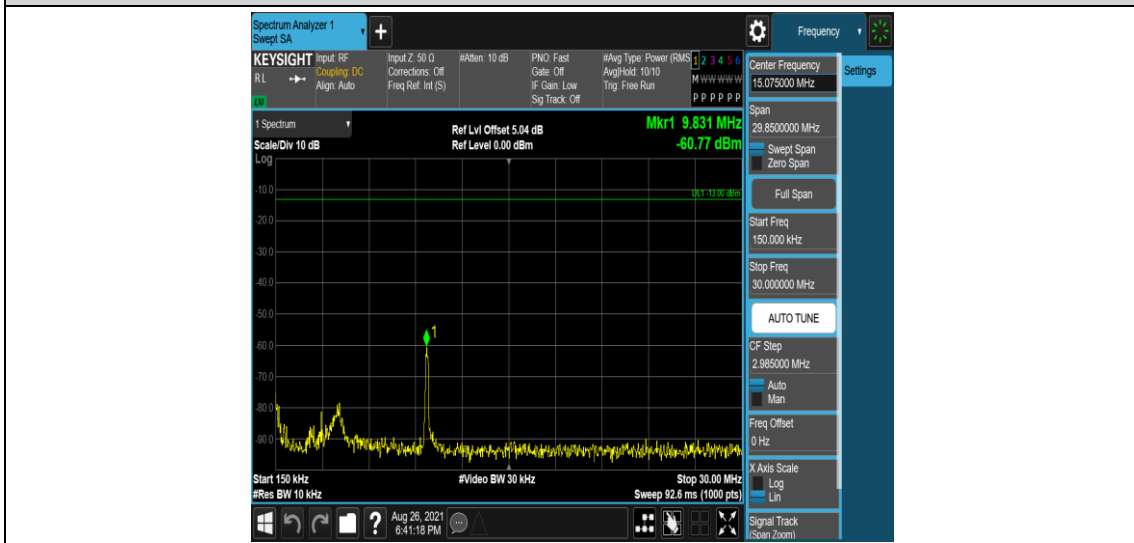 Spectrum Analyzer 1
Swept SA
+
Frequency
KEYSIGHT
RL
LXI
Input: RF
Coupling: DC
Align: Auto
Input Z: 50 Ω
Corrections: Off
Freq Ref: Int (S)
#Atten: 10 dB
PNO: Fast
Gate: Off
IF Gain: Low
Sig Track: Off
#Avg Type: Power (RMS
Avg|Hold: 10/10
Trig: Free Run
1 2 3 4 5 6
M W W W W W
P P P P P P
1 Spectrum
Scale/Div 10 dB
Log
Ref Lvl Offset 5.04 dB
Ref Level 0.00 dBm
Mkr1 9.831 MHz
-60.77 dBm
DL1 -13.00 dBm
-10.0
-20.0
-30.0
-40.0
-50.0
-60.0
-70.0
-80.0
-90.0
1
Start 150 kHz
#Res BW 10 kHz
#Video BW 30 kHz
Stop 30.00 MHz
Sweep 92.6 ms (1000 pts)
Center Frequency
15.075000 MHz
Settings
Span
29.8500000 MHz
Swept Span
Zero Span
Full Span
Start Freq
150.000 kHz
Stop Freq
30.000000 MHz
AUTO TUNE
CF Step
2.985000 MHz
Auto
Man
Freq Offset
0 Hz
X Axis Scale
Log
Lin
Signal Track
(Span Zoom)
?
Aug 26, 2021
6:41:18 PM